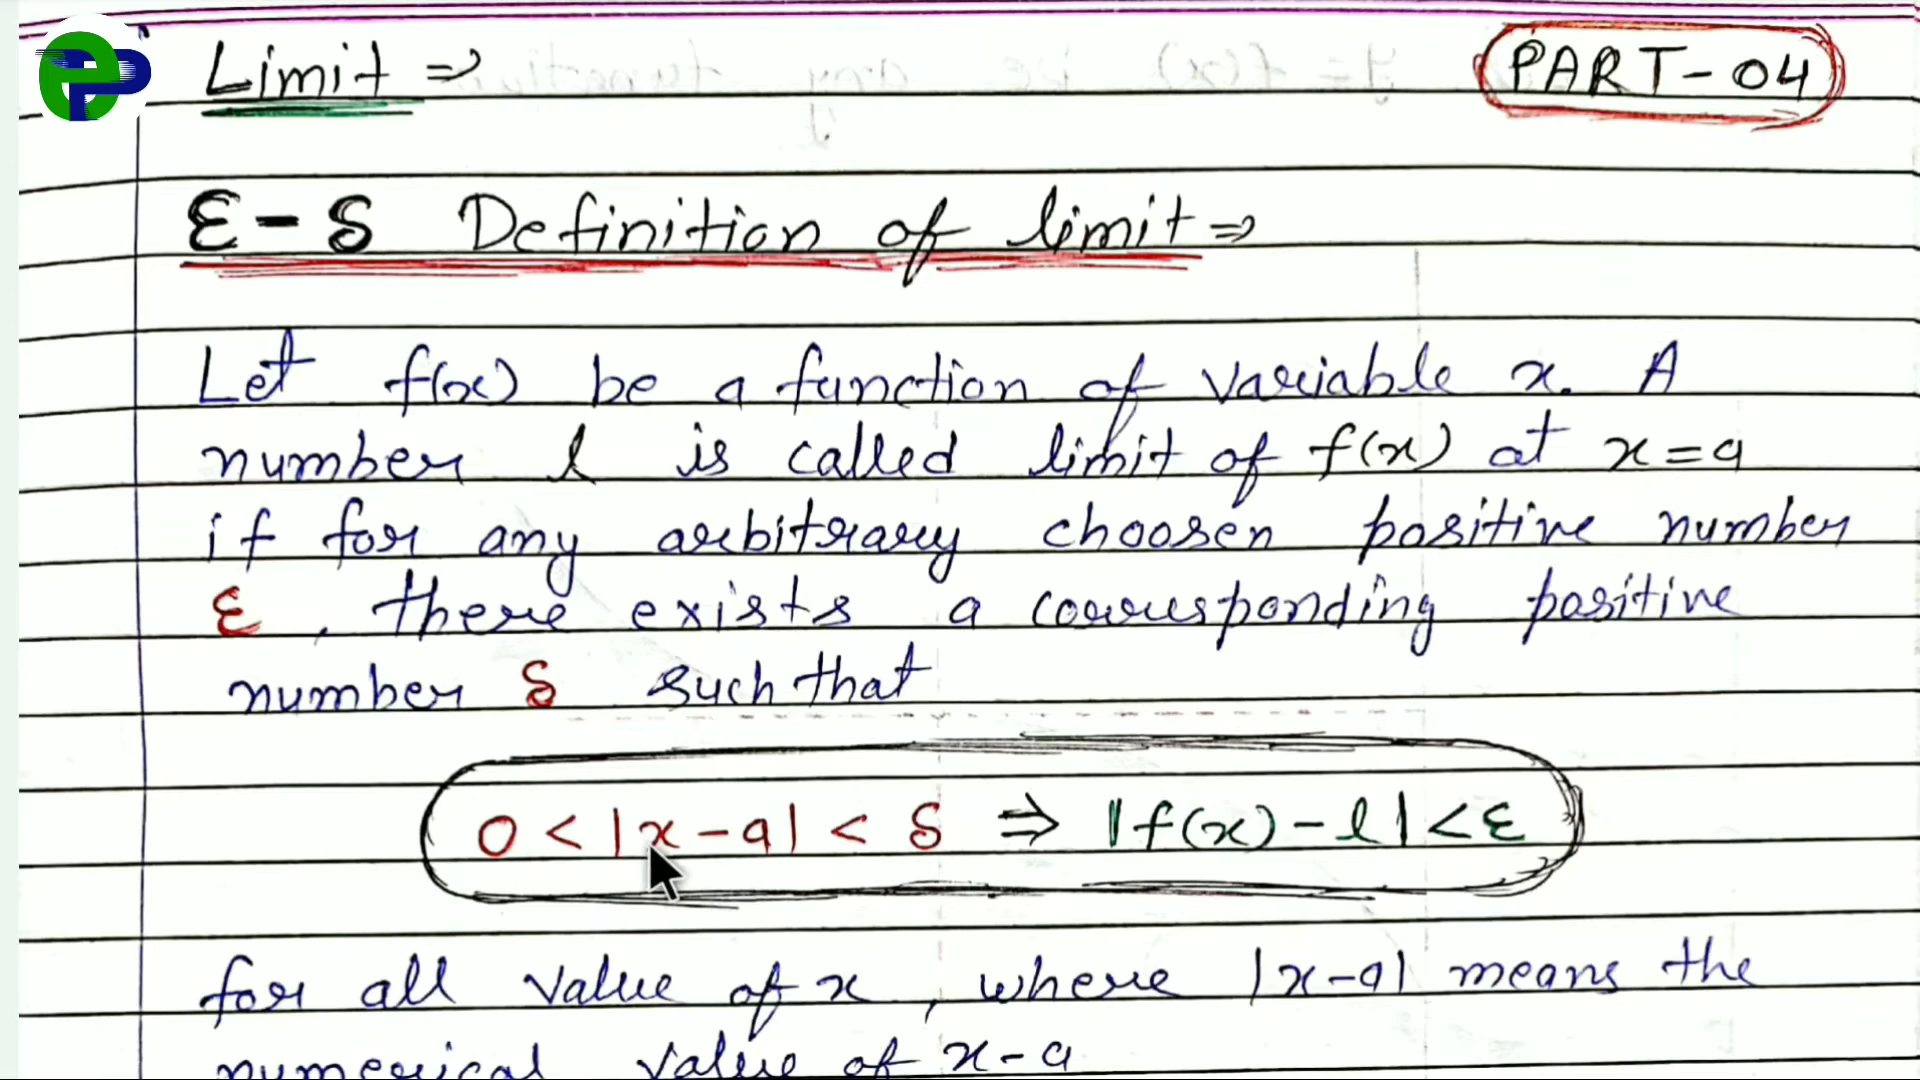 Limit ⇒
PART-04
ε-δ Definition of limit ⇒
Let f(x) be a function of variable x. A
number l is called limit of f(x) at x=a
if for any arbitrary choosen positive number
ε, there exists a corresponding positive
number δ such that
0 < |x-a| < δ ⇒ |f(x)-l| < ε
for all value of x, where |x-a| means the
numerical value of x-a